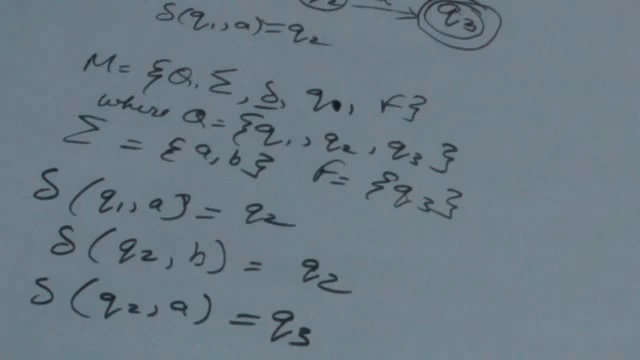 δ(q₁,a)=q₂ q₃
M= {Q, Σ, δ, q₀, F}
where Q={q₁, q₂, q₃}
Σ = {a,b} F= {q₃}
δ(q₁,a}= q₂
δ(q₂, b) = q₂
δ(q₂,a) =q₃